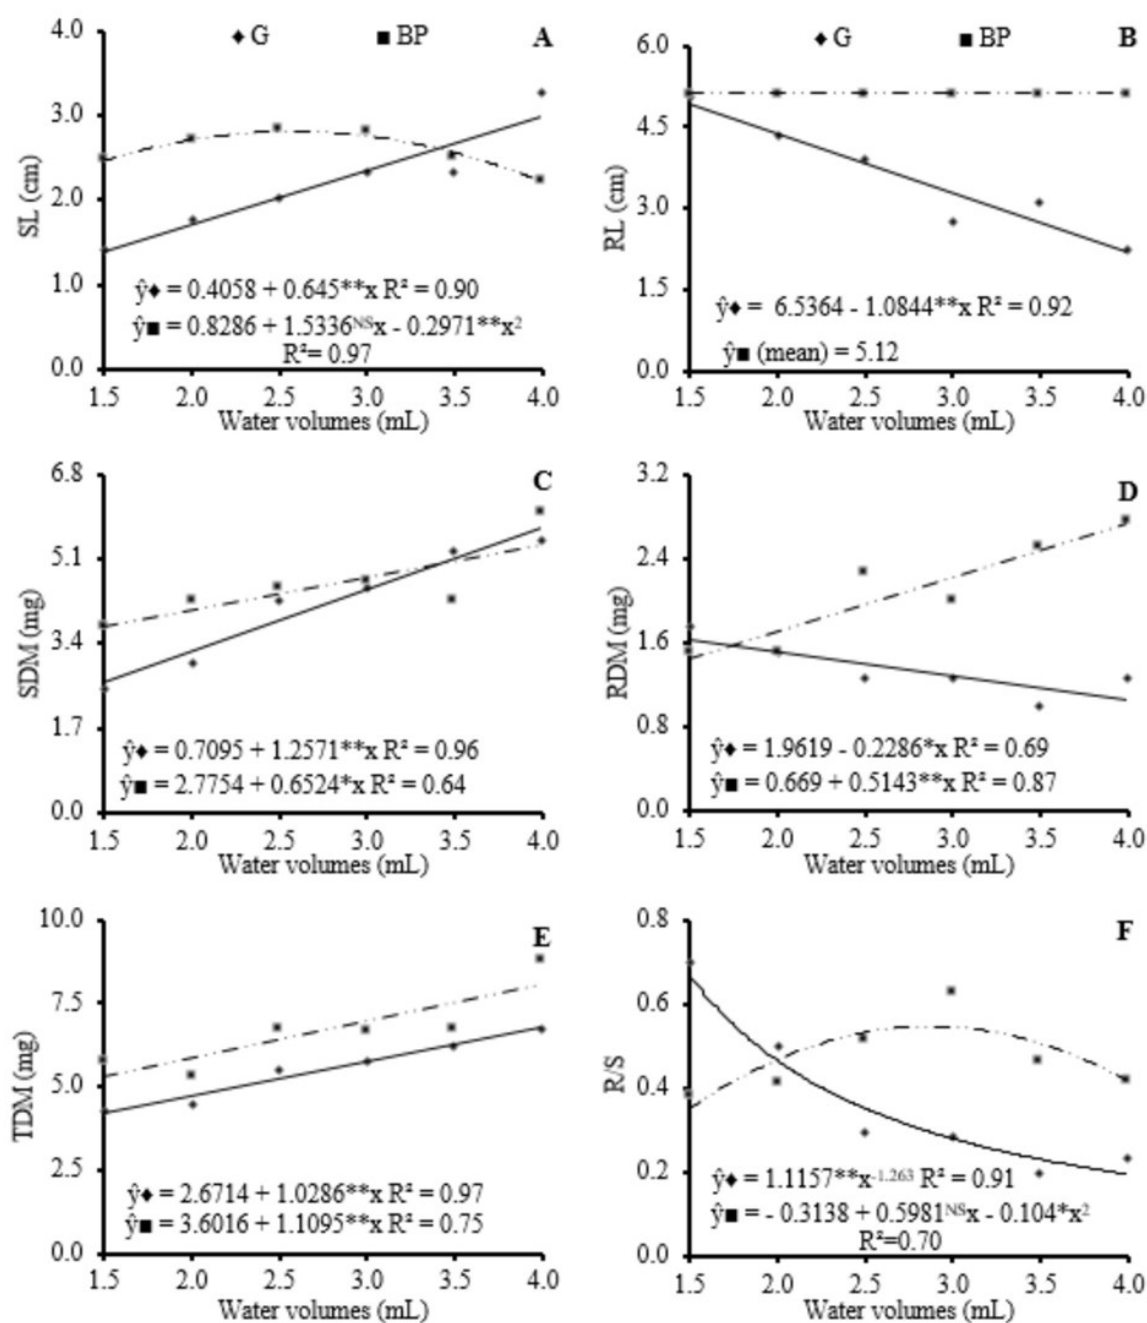 ◆ G ■ BP A
SL (cm)
4.0
3.0
2.0
1.0
0.0
ŷ◆ = 0.4058 + 0.645**x R² = 0.90
ŷ■ = 0.8286 + 1.5336ᴺˢx - 0.2971**x²
R²= 0.97
1.5 2.0 2.5 3.0 3.5 4.0
Water volumes (mL)
◆ G ■ BP B
RL (cm)
6.0
4.5
3.0
1.5
0.0
ŷ◆ = 6.5364 - 1.0844**x R² = 0.92
ŷ■ (mean) = 5.12
1.5 2.0 2.5 3.0 3.5 4.0
Water volumes (mL)
C
SDM (mg)
6.8
5.1
3.4
1.7
0.0
ŷ◆ = 0.7095 + 1.2571**x R² = 0.96
ŷ■ = 2.7754 + 0.6524*x R² = 0.64
1.5 2.0 2.5 3.0 3.5 4.0
Water volumes (mL)
D
RDM (mg)
3.2
2.4
1.6
0.8
0.0
ŷ◆ = 1.9619 - 0.2286*x R² = 0.69
ŷ■ = 0.669 + 0.5143**x R² = 0.87
1.5 2.0 2.5 3.0 3.5 4.0
Water volumes (mL)
E
TDM (mg)
10.0
7.5
5.0
2.5
0.0
ŷ◆ = 2.6714 + 1.0286**x R² = 0.97
ŷ■ = 3.6016 + 1.1095**x R² = 0.75
1.5 2.0 2.5 3.0 3.5 4.0
Water volumes (mL)
F
R/S
0.8
0.6
0.4
0.2
0.0
ŷ◆ = 1.1157**x⁻¹·²⁶³ R² = 0.91
ŷ■ = - 0.3138 + 0.5981ᴺˢx - 0.104*x²
R²=0.70
1.5 2.0 2.5 3.0 3.5 4.0
Water volumes (mL)